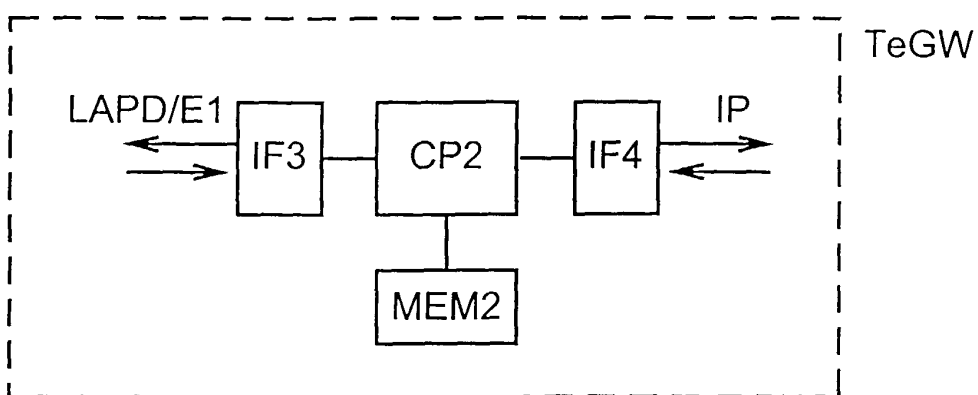 TeGW
LAPD/E1
IP
IF3
CP2
IF4
MEM2